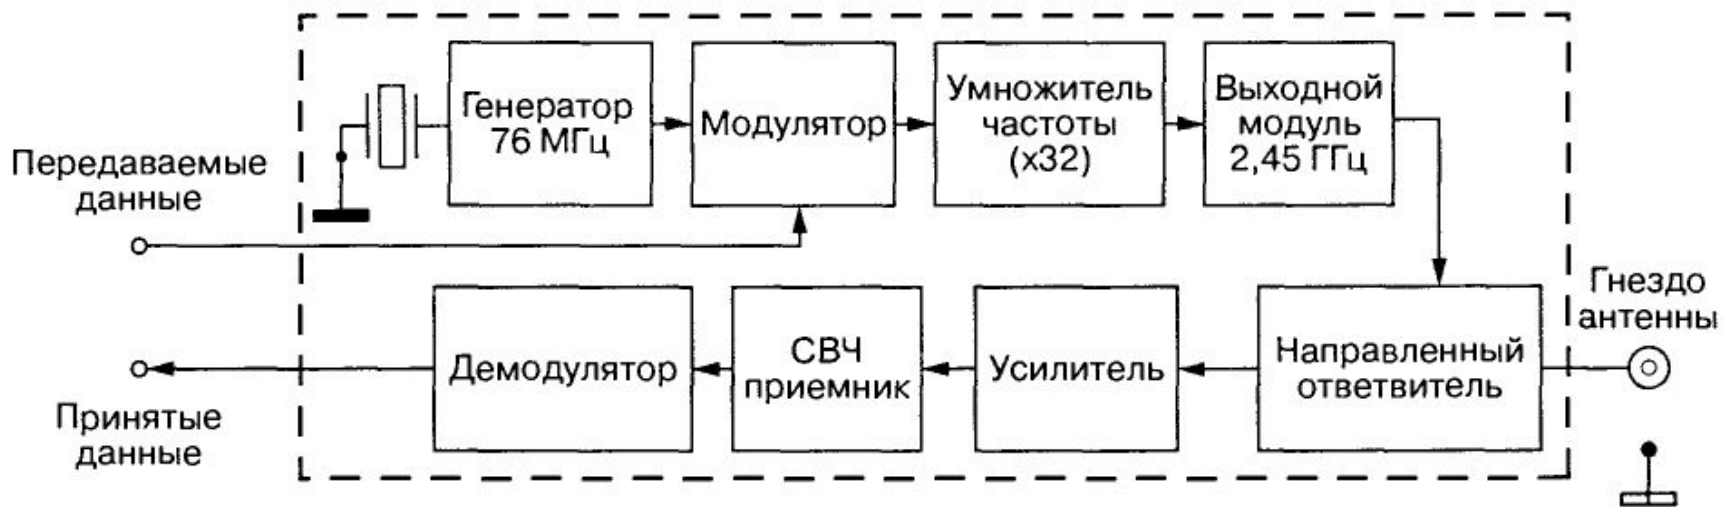 Генератор
76 МГц
Модулятор
Умножитель
частоты
(x32)
Выходной
модуль
2,45 ГГц
Передаваемые
данные
Гнездо
антенны
Демодулятор
СВЧ
приемник
Усилитель
Направленный
ответвитель
Принятые
данные